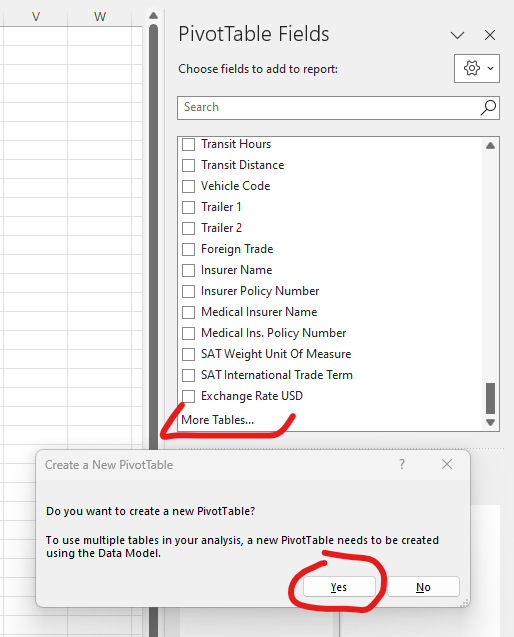 V W
PivotTable Fields
Choose fields to add to report:
Search
Transit Hours
Transit Distance
Vehicle Code
Trailer 1
Trailer 2
Foreign Trade
Insurer Name
Insurer Policy Number
Medical Insurer Name
Medical Ins. Policy Number
SAT Weight Unit Of Measure
SAT International Trade Term
Exchange Rate USD
More Tables...
Create a New PivotTable
Do you want to create a new PivotTable?
To use multiple tables in your analysis, a new PivotTable needs to be created
using the Data Model.
Yes No